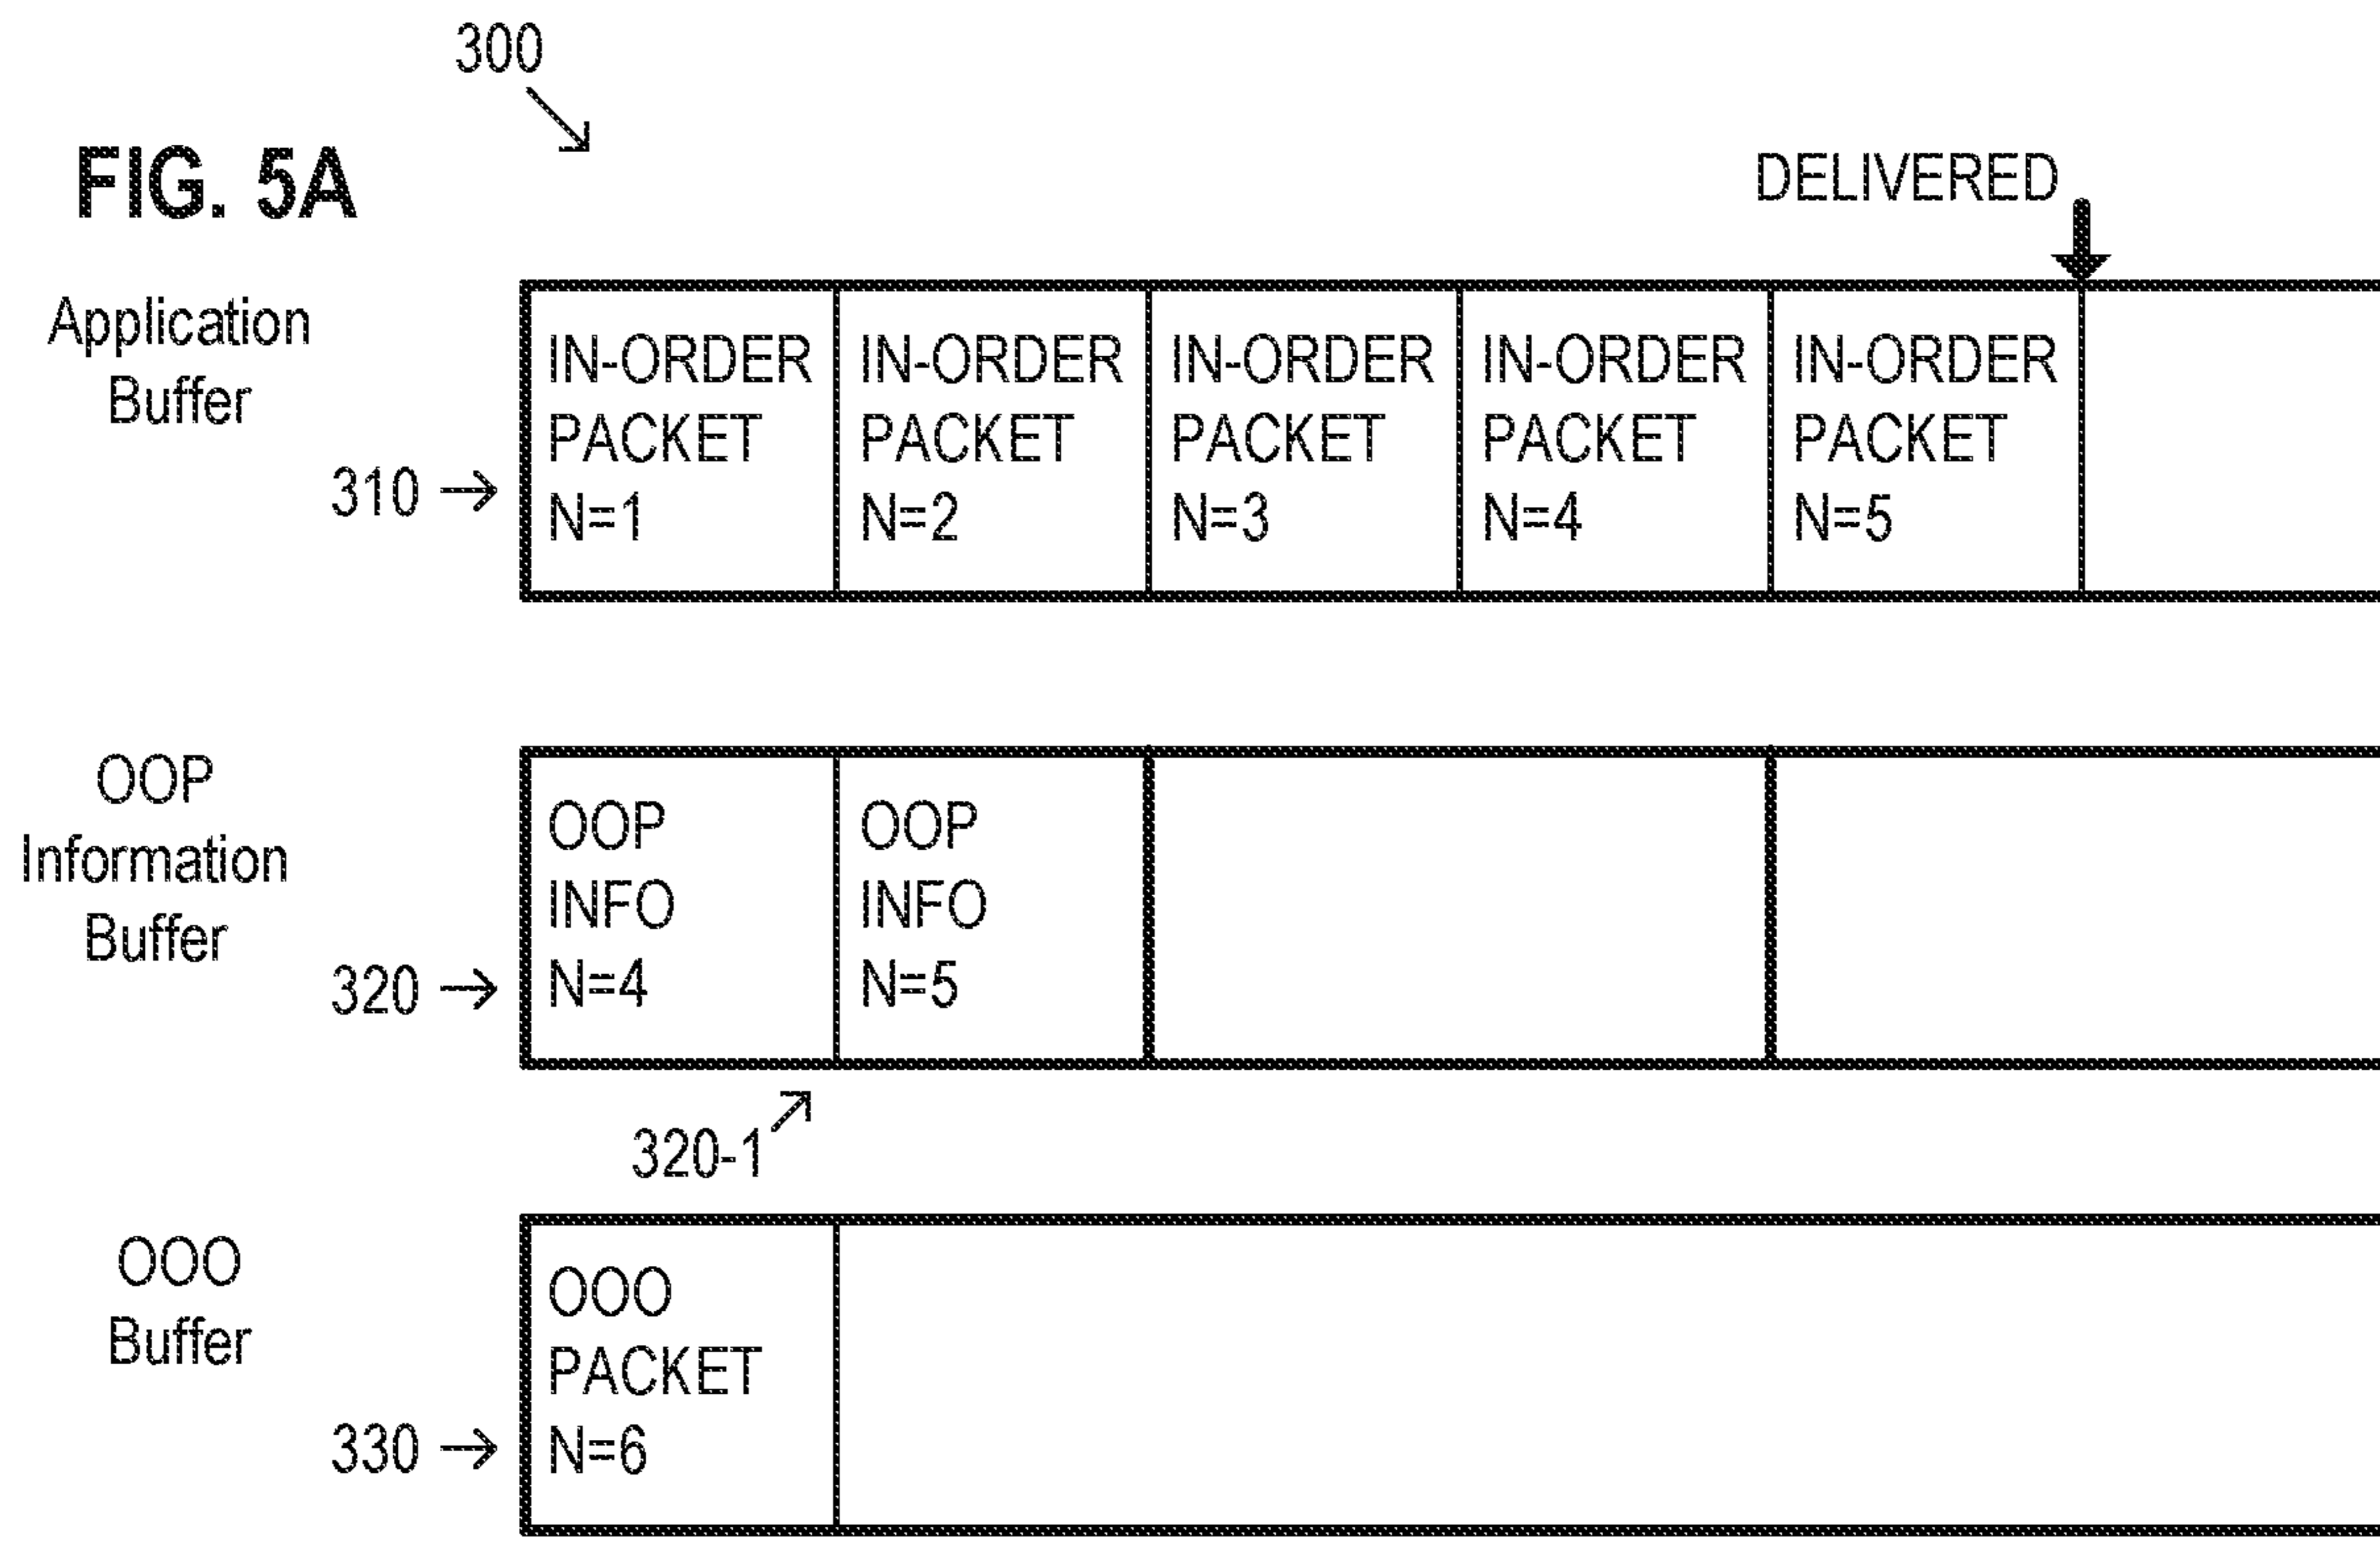 300
FIG. 5A
DELIVERED
Application
Buffer
310
IN-ORDER
PACKET
N=1
IN-ORDER
PACKET
N=2
IN-ORDER
PACKET
N=3
IN-ORDER
PACKET
N=4
IN-ORDER
PACKET
N=5
OOP
Information
Buffer
320
OOP
INFO
N=4
OOP
INFO
N=5
320-1
OOO
Buffer
330
OOO
PACKET
N=6